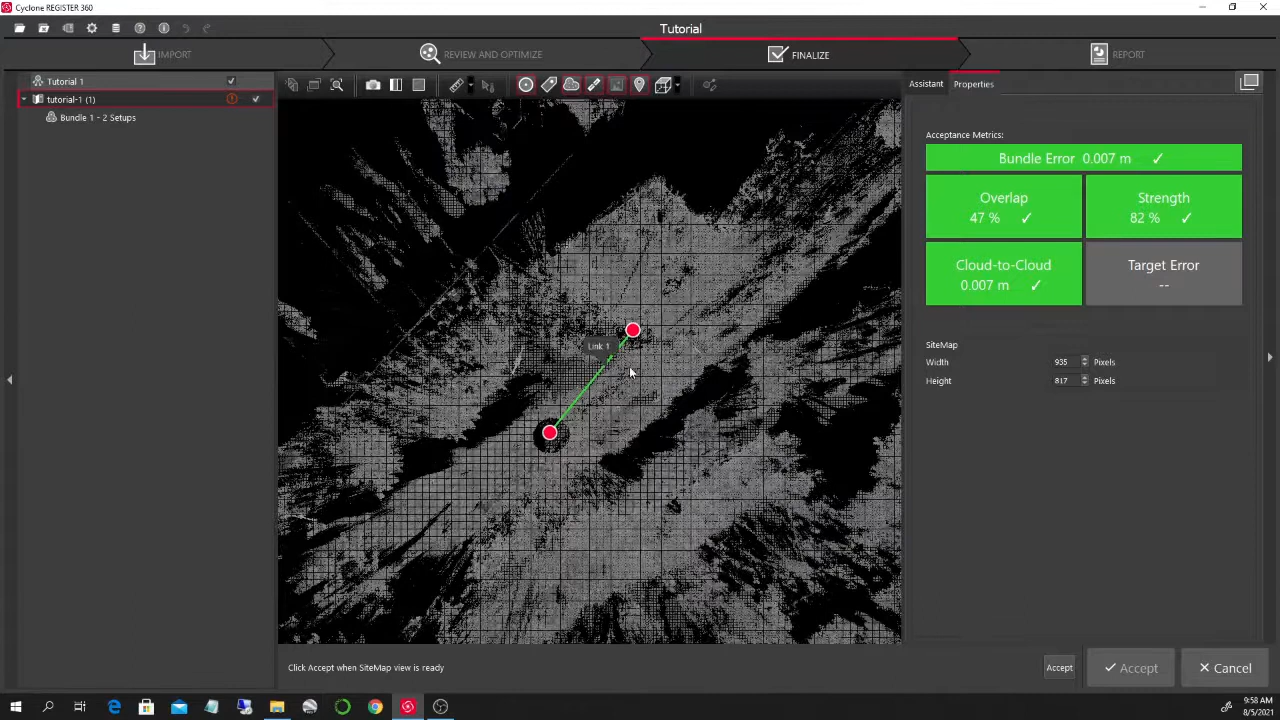 Cyclone REGISTER 360
Tutorial
IMPORT
REVIEW AND OPTIMIZE
FINALIZE
REPORT
Tutorial 1
tutorial-1 (1)
Bundle 1 - 2 Setups
Link 1
Assistant
Properties
Acceptance Metrics:
Bundle Error 0.007 m
Overlap
47 %
Strength
82 %
Cloud-to-Cloud
0.007 m
Target Error
--
SiteMap
Width 935 Pixels
Height 817 Pixels
Click Accept when SiteMap view is ready
Accept
Accept
Cancel
9:58 AM
8/5/2021